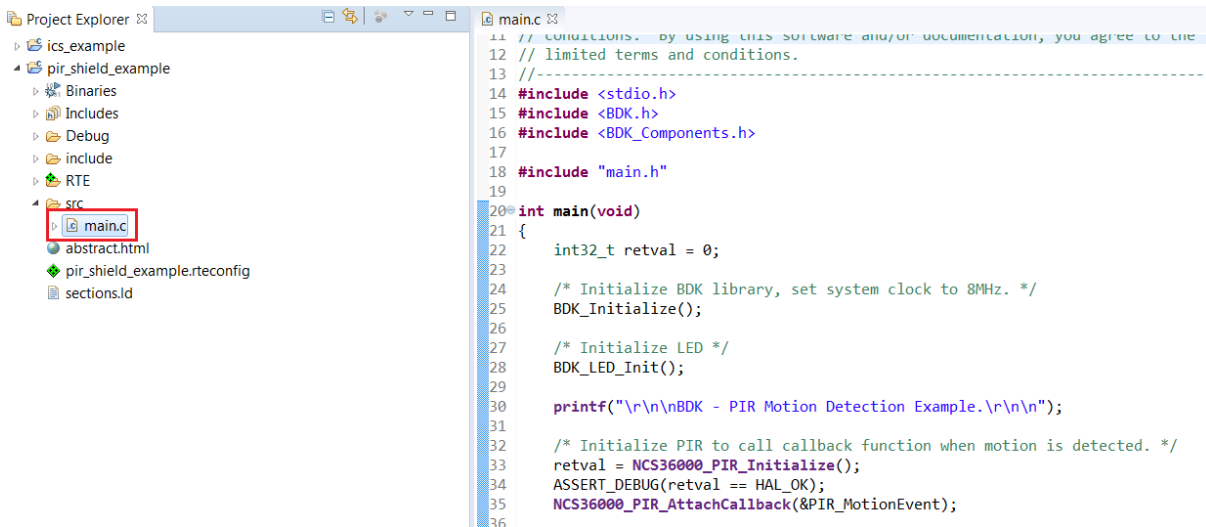 Project Explorer
ics_example
pir_shield_example
Binaries
Includes
Debug
include
RTE
src
main.c
abstract.html
pir_shield_example.rteconfig
sections.ld
main.c
11 // conditions.  By using this software and/or documentation, you agree to the
12 // limited terms and conditions.
13 //---------------------------------------------------------------------------
14 #include <stdio.h>
15 #include <BDK.h>
16 #include <BDK_Components.h>
17
18 #include "main.h"
19
20 int main(void)
21 {
22     int32_t retval = 0;
23
24     /* Initialize BDK library, set system clock to 8MHz. */
25     BDK_Initialize();
26
27     /* Initialize LED */
28     BDK_LED_Init();
29
30     printf("\r\n\nBDK - PIR Motion Detection Example.\r\n\n");
31
32     /* Initialize PIR to call callback function when motion is detected. */
33     retval = NCS36000_PIR_Initialize();
34     ASSERT_DEBUG(retval == HAL_OK);
35     NCS36000_PIR_AttachCallback(&PIR_MotionEvent);
36